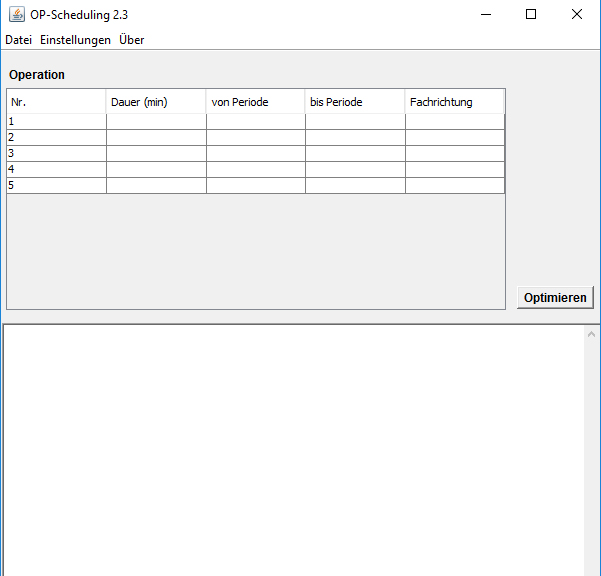 OP-Scheduling 2.3
Datei Einstellungen Über
Operation
Nr. Dauer (min) von Periode bis Periode Fachrichtung
1
2
3
4
5
Optimieren